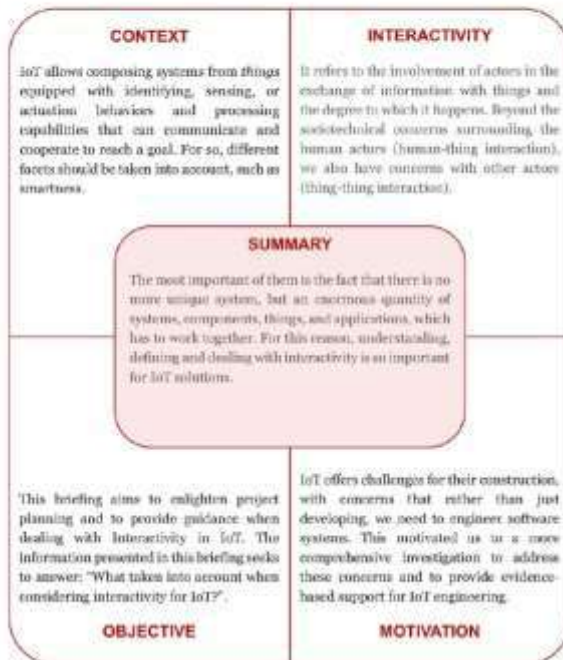 CONTEXT
IoT allows composing systems from things
equipped with identifying, sensing, or
actuation behaviors and processing
capabilities that can communicate and
cooperate to reach a goal. For so, different
facets should be taken into account, such as
smartness.
INTERACTIVITY
It refers to the involvement of actors in the
exchange of information with things and
the degree to which it happens. Beyond the
sociotechnical concerns surrounding the
human actors (human-thing interaction),
we also have concerns with other actors
(thing-thing interaction).
SUMMARY
The most important of them is the fact that there is no
more unique system, but an enormous quantity of
systems, components, things, and applications, which
has to work together. For this reason, understanding,
defining and dealing with interactivity is so important
for IoT solutions.
This briefing aims to enlighten project
planning and to provide guidance when
dealing with Interactivity in IoT. The
information presented in this briefing seeks
to answer: "What taken into account when
considering interactivity for IoT?".
OBJECTIVE
IoT offers challenges for their construction,
with concerns that rather than just
developing, we need to engineer software
systems. This motivated us to a more
comprehensive investigation to address
these concerns and to provide evidence-
based support for IoT engineering.
MOTIVATION